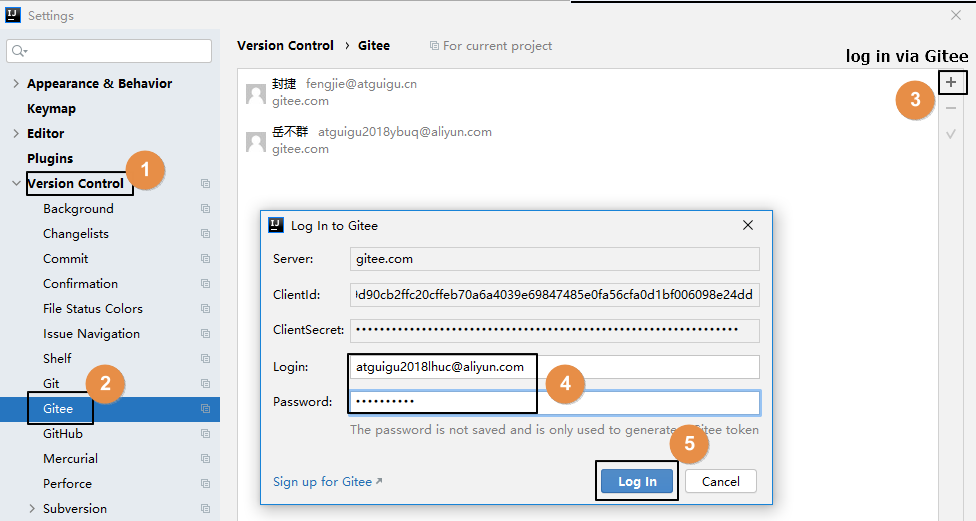 Settings
Version Control › Gitee
For current project
log in via Gitee
Appearance & Behavior
Keymap
Editor
Plugins
Version Control
Background
Changelists
Commit
Confirmation
File Status Colors
Issue Navigation
Shelf
Git
Gitee
GitHub
Mercurial
Perforce
Subversion
1
2
封捷 fengjie@atguigu.cn
gitee.com
岳不群 atguigu2018ybuq@aliyun.com
gitee.com
3
Log In to Gitee
Server: gitee.com
ClientId: d90cb2ffc20cffeb70a6a4039e69847485e0fa56cfa0d1bf006098e24dd
ClientSecret:
Login: atguigu2018lhuc@aliyun.com
Password:
4
The password is not saved and is only used to generate Gitee token
5
Sign up for Gitee
Log In
Cancel